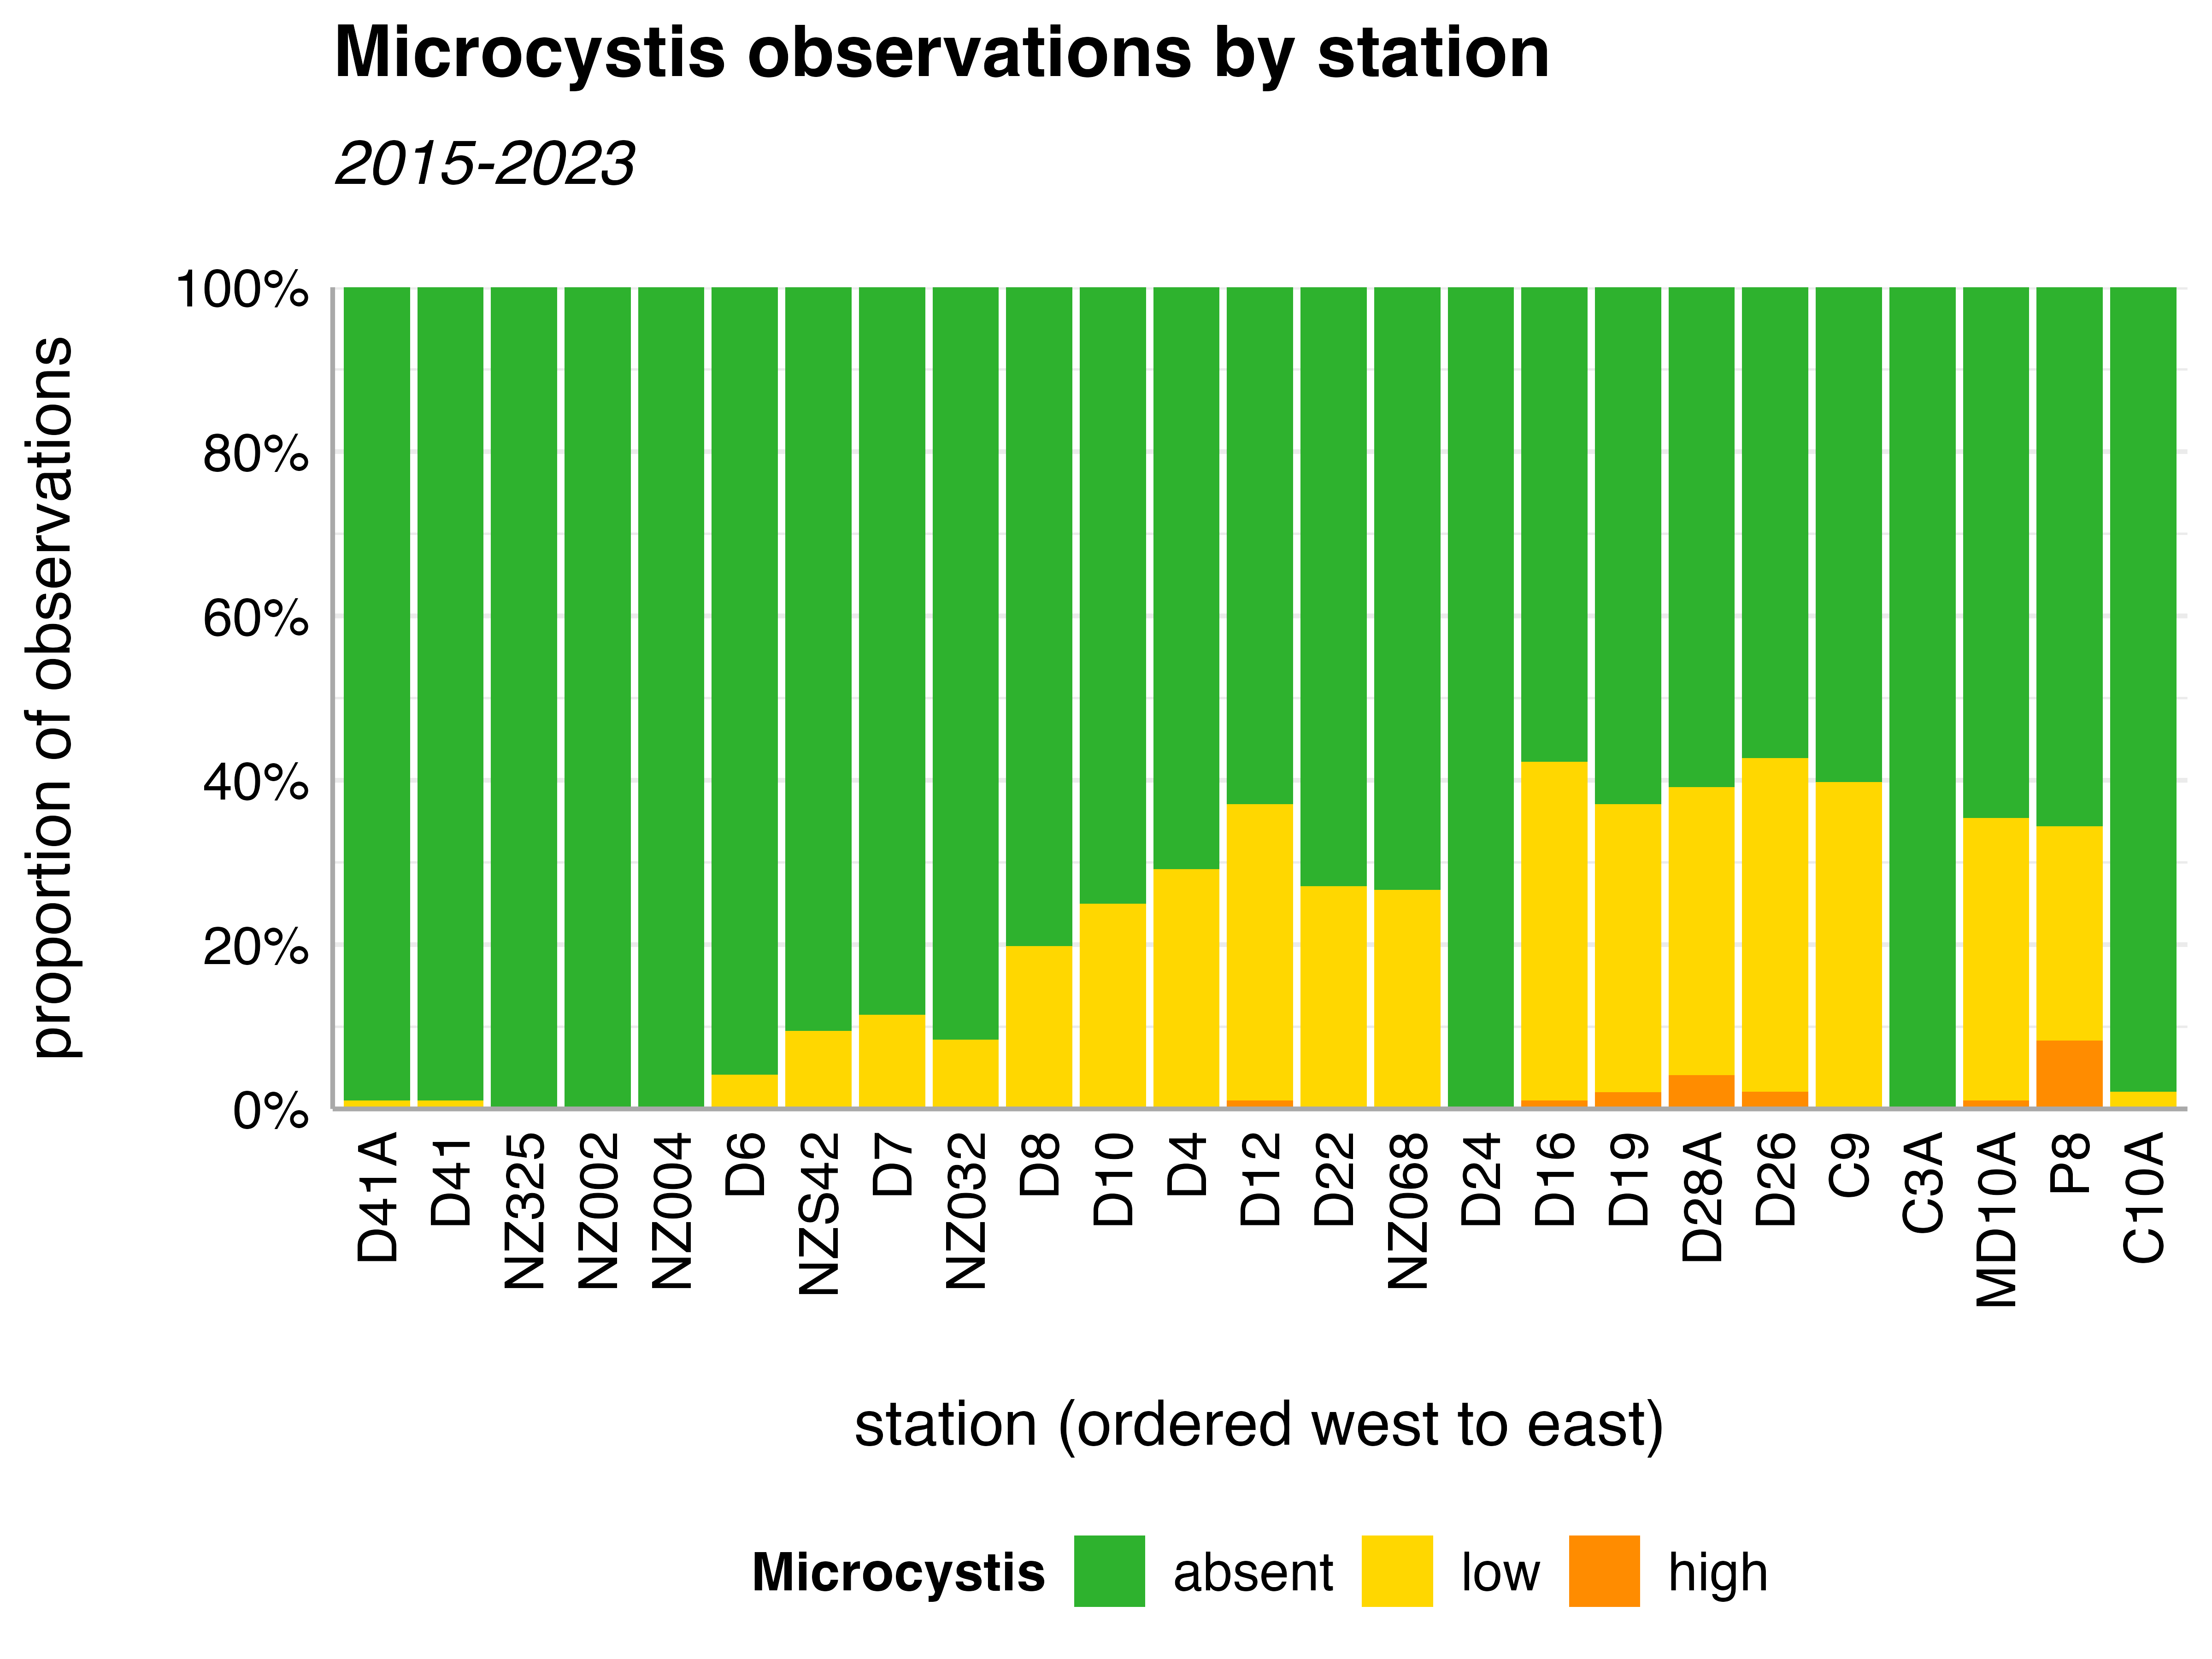 Microcystis observations by station
2015-2023
proportion of observations
100%
80%
60%
40%
20%
0%
D41A
D41
NZ325
NZ002
NZ004
D6
NZS42
D7
NZ032
D8
D10
D4
D12
D22
NZ068
D24
D16
D19
D28A
D26
C9
C3A
MD10A
P8
C10A
station (ordered west to east)
Microcystis absent low high